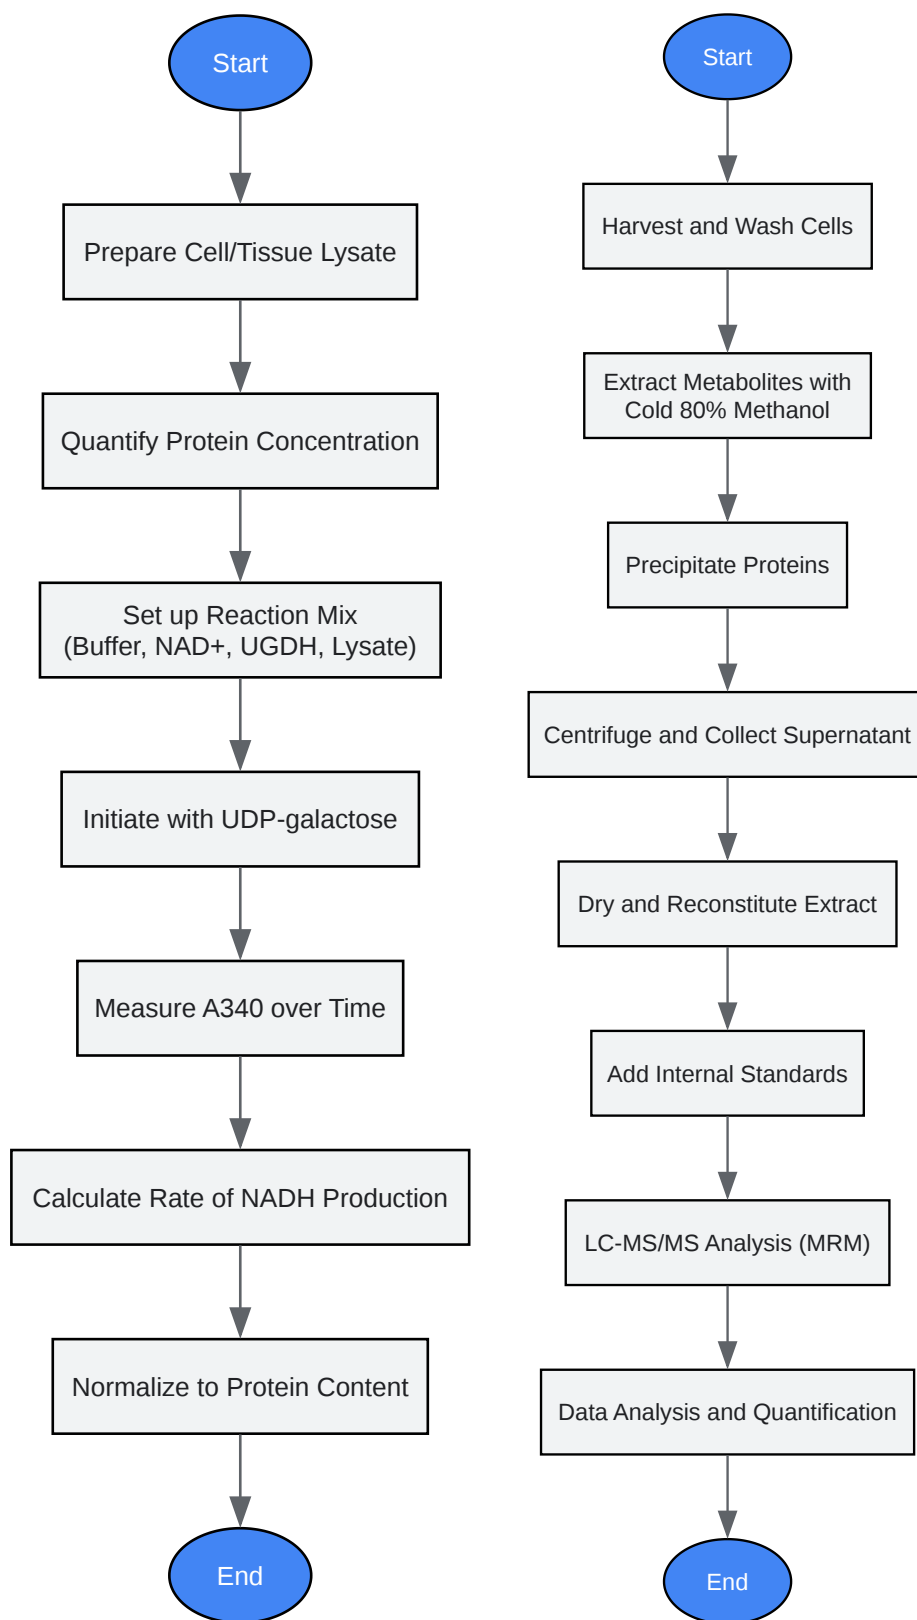 Start
Prepare Cell/Tissue Lysate
Quantify Protein Concentration
Set up Reaction Mix
(Buffer, NAD+, UGDH, Lysate)
Initiate with UDP-galactose
Measure A340 over Time
Calculate Rate of NADH Production
Normalize to Protein Content
End
Start
Harvest and Wash Cells
Extract Metabolites with
Cold 80% Methanol
Precipitate Proteins
Centrifuge and Collect Supernatant
Dry and Reconstitute Extract
Add Internal Standards
LC-MS/MS Analysis (MRM)
Data Analysis and Quantification
End